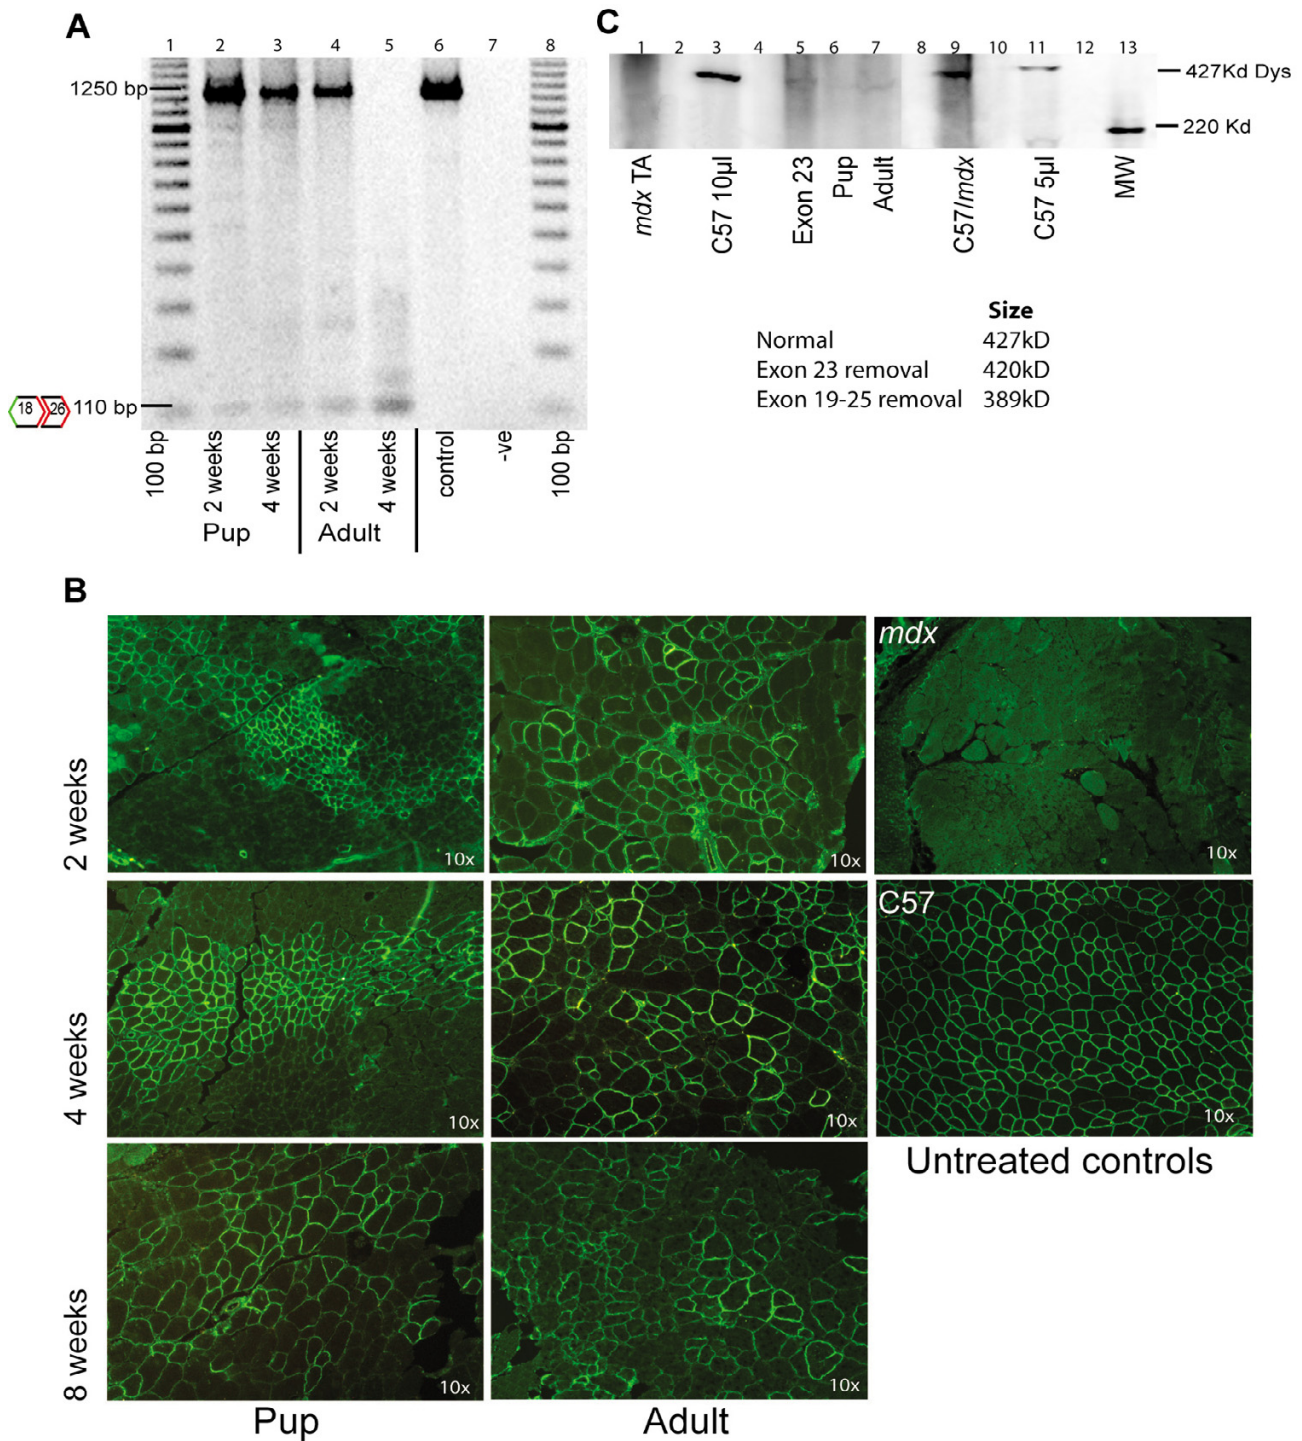 A
1 2 3 4 5 6 7 8
1250 bp
18 26 110 bp
100 bp
2 weeks
4 weeks
2 weeks
4 weeks
control
-ve
100 bp
Pup
Adult
C
1 2 3 4 5 6 7 8 9 10 11 12 13
427Kd Dys
220 Kd
mdx TA
C57 10µl
Exon 23
Pup
Adult
C57/mdx
C57 5µl
MW
Size
Normal 427kD
Exon 23 removal 420kD
Exon 19-25 removal 389kD
B
2 weeks
10x
10x
mdx
10x
4 weeks
10x
10x
C57
10x
Untreated controls
8 weeks
10x
10x
Pup
Adult